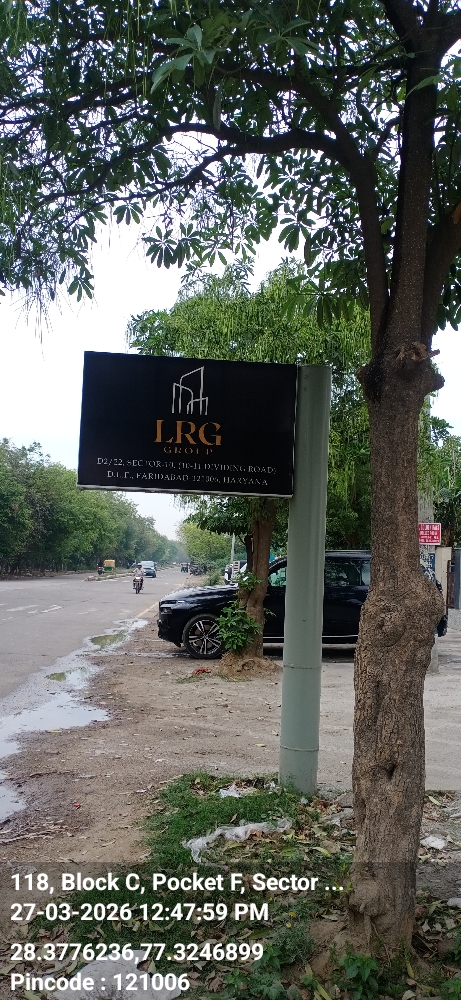 LRG
GROUP
D2/22, SECTOR-10, (10-11 DIVIDING ROAD)
D.L.F., FARIDABAD-121006, HARYANA
118, Block C, Pocket F, Sector ...
27-03-2026 12:47:59 PM
28.3776236,77.3246899
Pincode : 121006